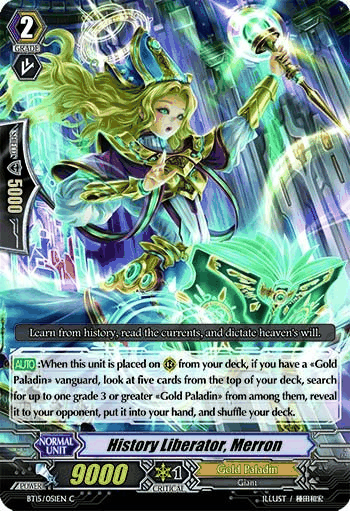 2
GRADE
SHIELD
5000
Learn from history, read the currents, and dictate heaven's will.
AUTO :When this unit is placed on RC from your deck, if you have a «Gold
Paladin» vanguard, look at five cards from the top of your deck, search
for up to one grade 3 or greater «Gold Paladin» from among them, reveal
it to your opponent, put it into your hand, and shuffle your deck.
NORMAL
UNIT
History Liberator, Merron
POWER
9000
1
CRITICAL
Gold Paladin
Giant
BT15/051EN C
ILLUST /